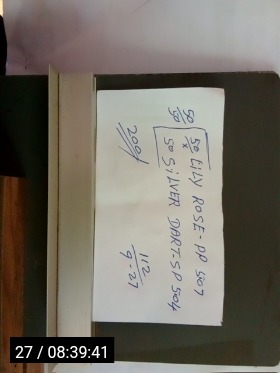 50/50 50 x LILY ROSE - PP 507
50 SILVER DART - SP 504
200/
112
9-27
27 / 08:39:41